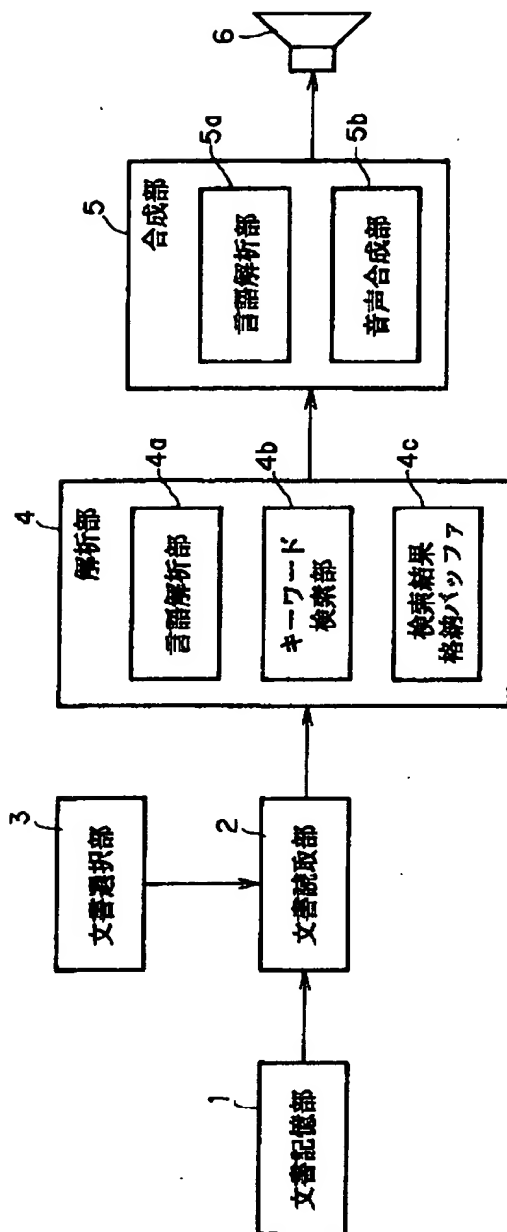 1
文書記憶部
3
文書選択部
2
文書読取部
4
解析部
4a
言語解析部
4b
キーワード
検索部
4c
検索結果
格納バッファ
5
合成部
5a
言語解析部
5b
音声合成部
6